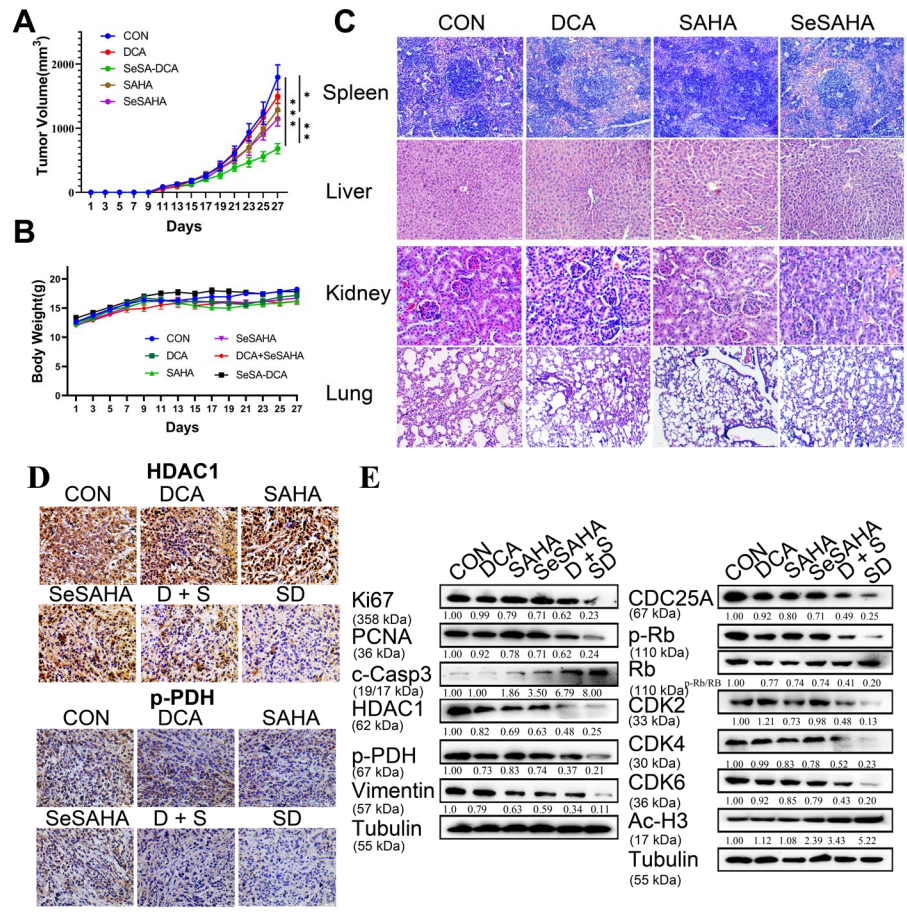 A
Tumor Volume(mm3)
2000
1000
0
CON
DCA
SeSA-DCA
SAHA
SeSAHA
*
***
**
1 3 5 7 9 11 13 15 17 19 21 23 25 27
Days
B
Body Weight(g)
20
15
10
5
0
CON
DCA
SAHA
SeSAHA
DCA+SeSAHA
SeSA-DCA
1 3 5 7 9 11 13 15 17 19 21 23 25 27
Days
C
CON DCA SAHA SeSAHA
Spleen
Liver
Kidney
Lung
D
HDAC1
CON DCA SAHA
SeSAHA D + S SD
p-PDH
CON DCA SAHA
SeSAHA D + S SD
E
CON DCA SAHA SeSAHA D + S SD
Ki67
(358 kDa)
1.00 0.99 0.79 0.71 0.62 0.23
PCNA
(36 kDa)
1.00 0.92 0.78 0.71 0.62 0.24
c-Casp3
(19/17 kDa)
1.00 1.00 1.86 3.50 6.79 8.00
HDAC1
(62 kDa)
1.00 0.82 0.69 0.63 0.48 0.25
p-PDH
(67 kDa)
1.00 0.73 0.83 0.74 0.37 0.21
Vimentin
(57 kDa)
1.0 0.79 0.63 0.59 0.34 0.11
Tubulin
(55 kDa)
CON DCA SAHA SeSAHA D + S SD
CDC25A
(67 kDa)
1.00 0.92 0.80 0.71 0.49 0.25
p-Rb
(110 kDa)
Rb
(110 kDa)
p-Rb/RB
1.00 0.77 0.74 0.74 0.41 0.20
CDK2
(33 kDa)
1.00 1.21 0.73 0.98 0.48 0.13
CDK4
(30 kDa)
1.00 0.99 0.83 0.78 0.52 0.23
CDK6
(36 kDa)
1.00 0.92 0.85 0.79 0.43 0.20
Ac-H3
(17 kDa)
1.00 1.12 1.08 2.39 3.43 5.22
Tubulin
(55 kDa)